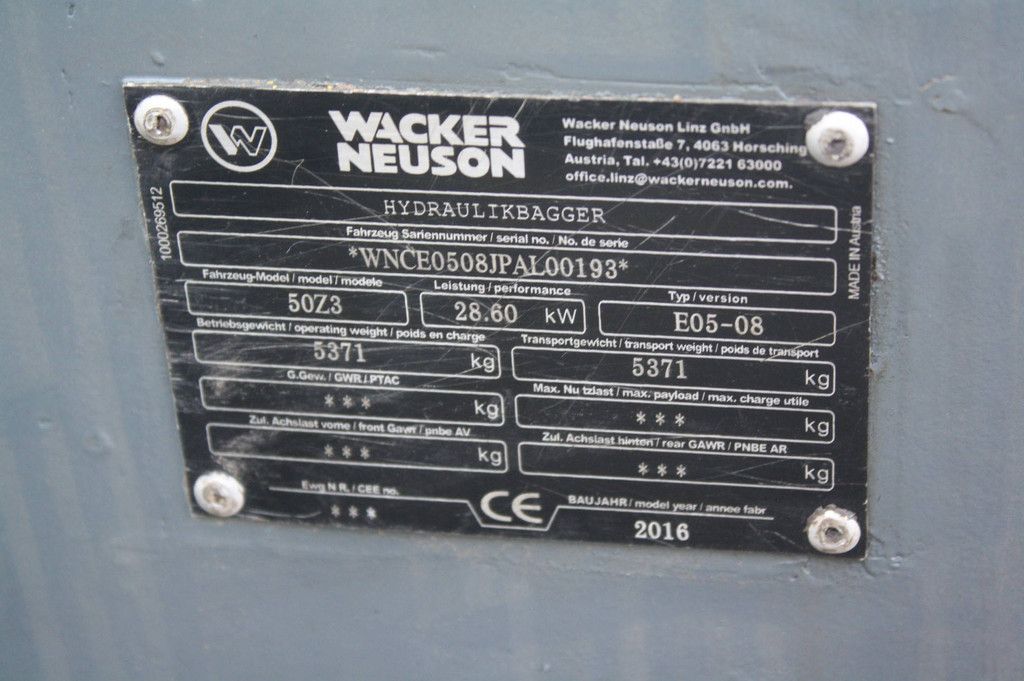 W
WACKER
NEUSON
Wacker Neuson Linz GmbH
Flughafenstaße 7, 4063 Horsching
Austria, Tal. +43(0)7221 63000
office.linz@wackerneuson.com.
1000269512
HYDRAULIKBAGGER
MADE IN Austria
Fahrzeug Sariennummer / serial no. / No. de serie
*WNCE0508JPAL00193*
Fahrzeug-Model / model / modele Leistung / performance Typ / version
50Z3 28.60 kW E05-08
Betriebsgewicht / operating weight / poids en charge Transportgewicht / transport weight / poids de transport
5371 kg 5371 kg
G.Gew. / GWR / PTAC Max. Nu tzlast / max. payload / max. charge utile
*** kg *** kg
Zul. Achslast vome / front Gawr / pnbe AV Zul. Achslast hinten / rear GAWR / PNBE AR
*** kg *** kg
Ewg N R. / CEE no. CE BAUJAHR / model year / annee fabr
*** 2016